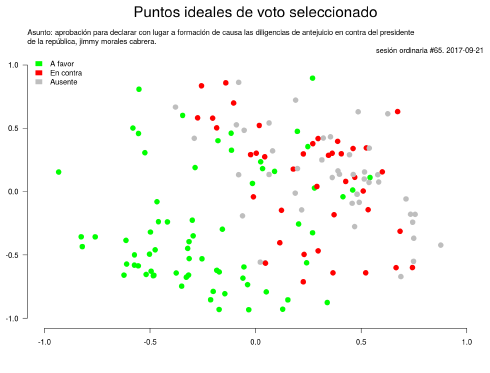 Puntos ideales de voto seleccionado
Asunto: aprobación para declarar con lugar a formación de causa las diligencias de antejuicio en contra del presidente
de la república, jimmy morales cabrera.
sesión ordinaria #65. 2017-09-21
A favor
En contra
Ausente
1.0
0.5
0.0
-0.5
-1.0
-1.0
-0.5
0.0
0.5
1.0